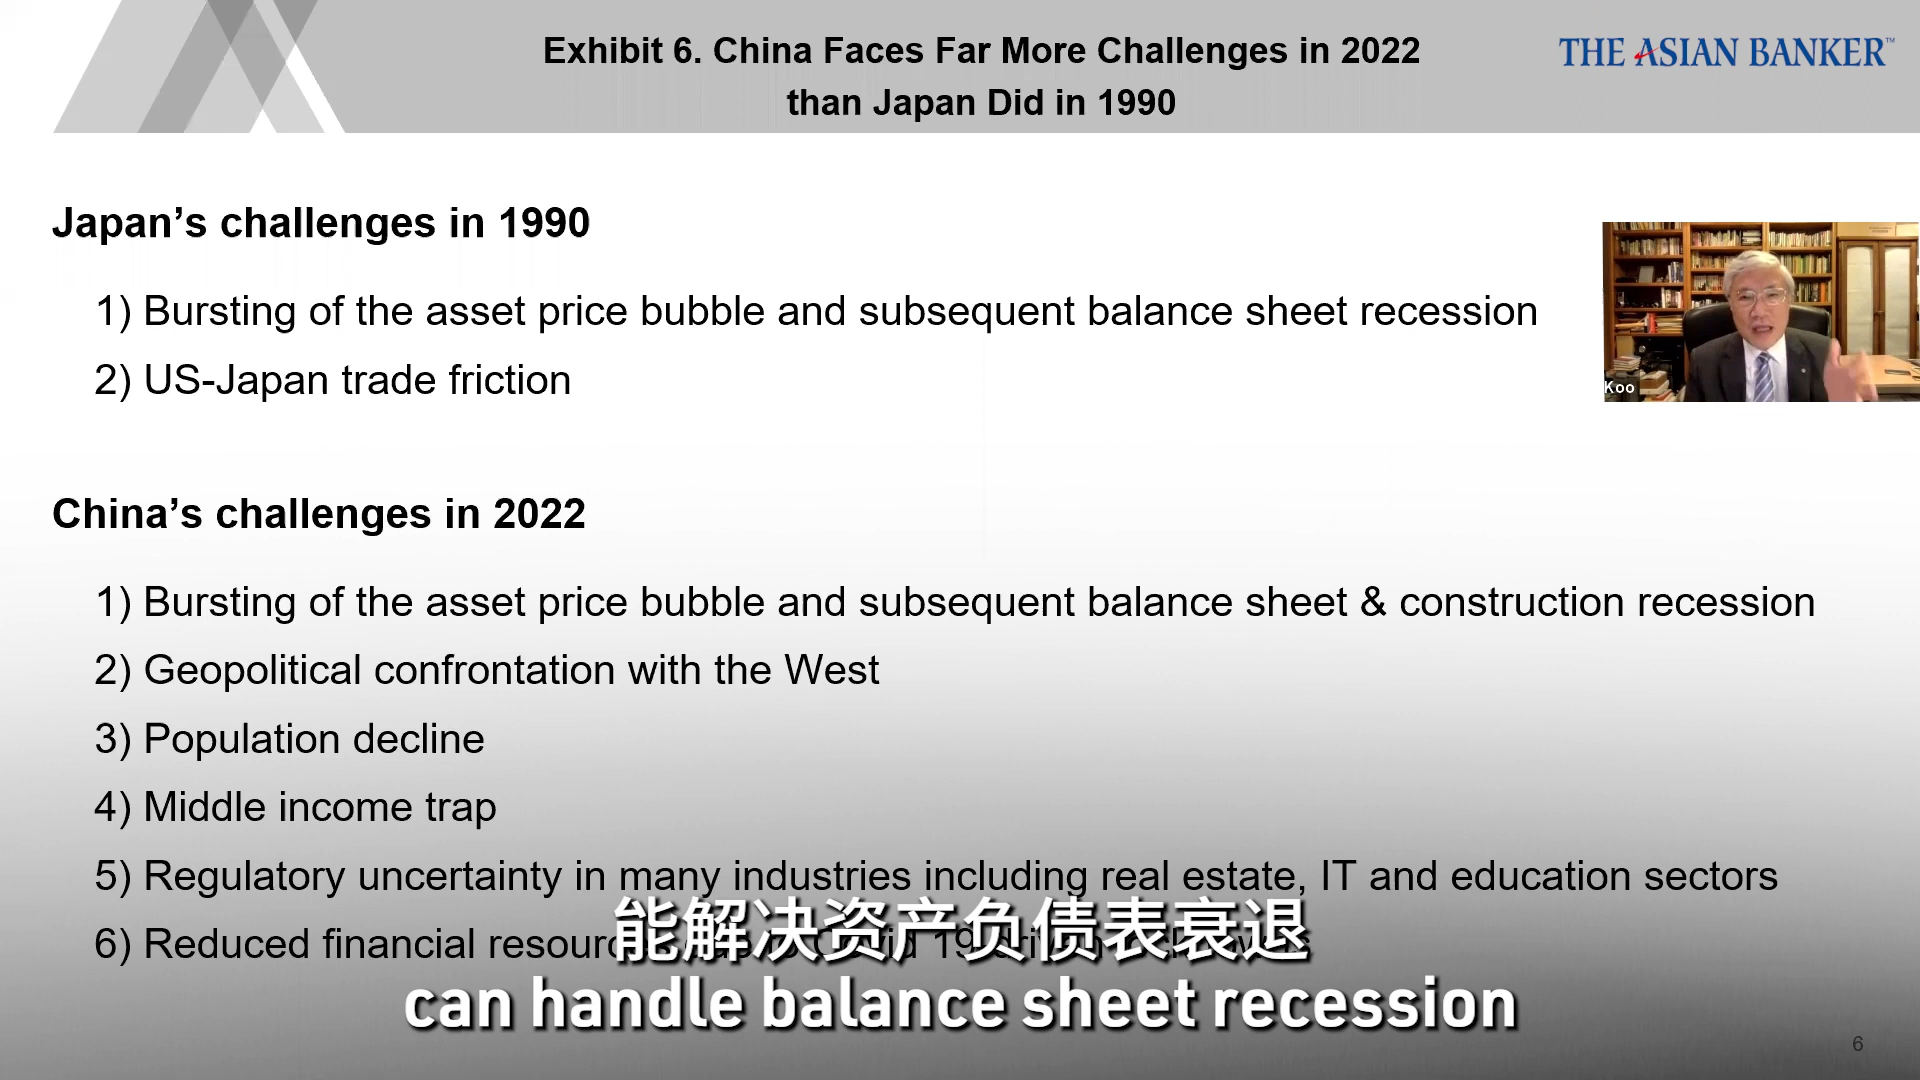 Exhibit 6. China Faces Far More Challenges in 2022
than Japan Did in 1990
THE ASIAN BANKER™
Japan’s challenges in 1990
1) Bursting of the asset price bubble and subsequent balance sheet recession
2) US-Japan trade friction
Koo
China’s challenges in 2022
1) Bursting of the asset price bubble and subsequent balance sheet & construction recession
2) Geopolitical confrontation with the West
3) Population decline
4) Middle income trap
5) Regulatory uncertainty in many industries including real estate, IT and education sectors
6) Reduced financial
能解决资产负债表衰退
can handle balance sheet recession
6